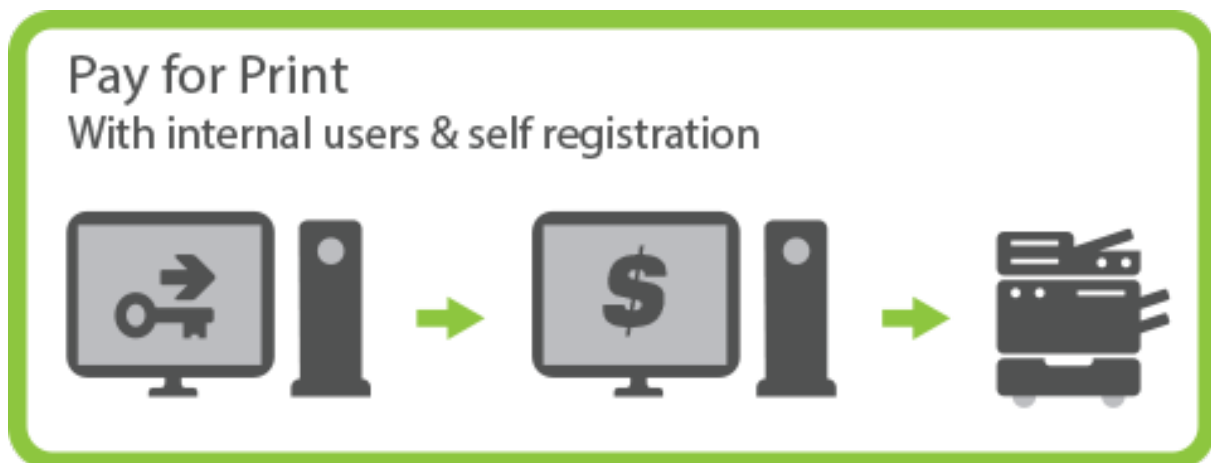 Pay for Print
With internal users & self registration
$